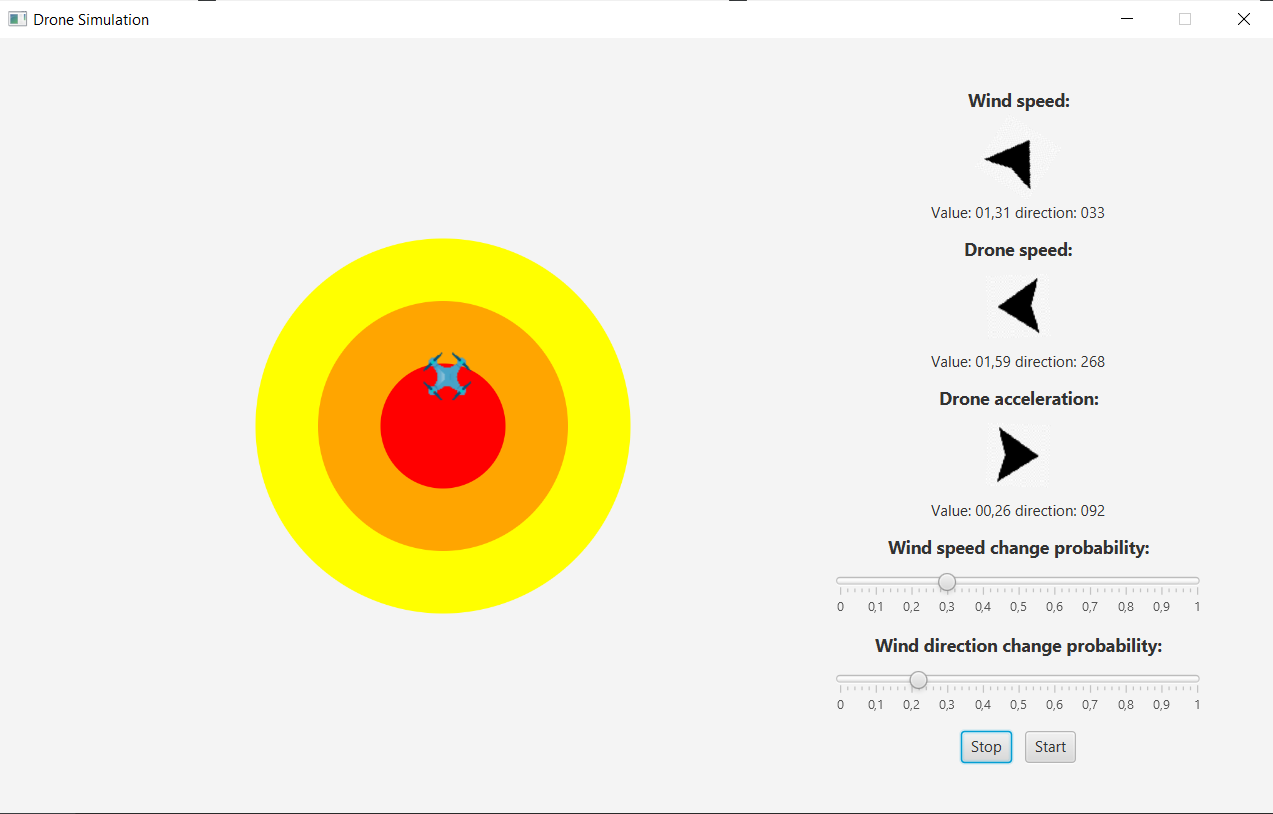 Drone Simulation
Wind speed:
Value: 01,31 direction: 033
Drone speed:
Value: 01,59 direction: 268
Drone acceleration:
Value: 00,26 direction: 092
Wind speed change probability:
0 0,1 0,2 0,3 0,4 0,5 0,6 0,7 0,8 0,9 1
Wind direction change probability:
0 0,1 0,2 0,3 0,4 0,5 0,6 0,7 0,8 0,9 1
Stop Start